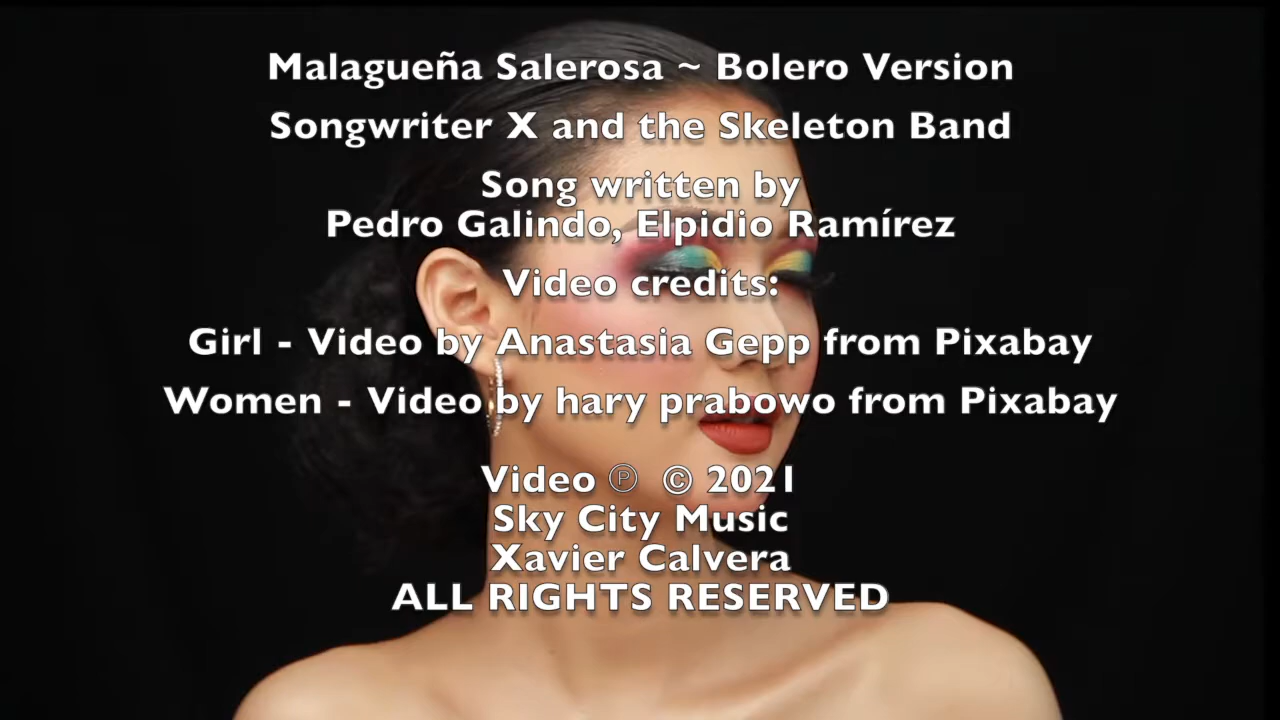 Malagueña Salerosa ~ Bolero Version
Songwriter X and the Skeleton Band
Song written by
Pedro Galindo, Elpidio Ramírez
Video credits:
Girl - Video by Anastasia Gepp from Pixabay
Women - Video by hary prabowo from Pixabay
Video ℗ © 2021
Sky City Music
Xavier Calvera
ALL RIGHTS RESERVED